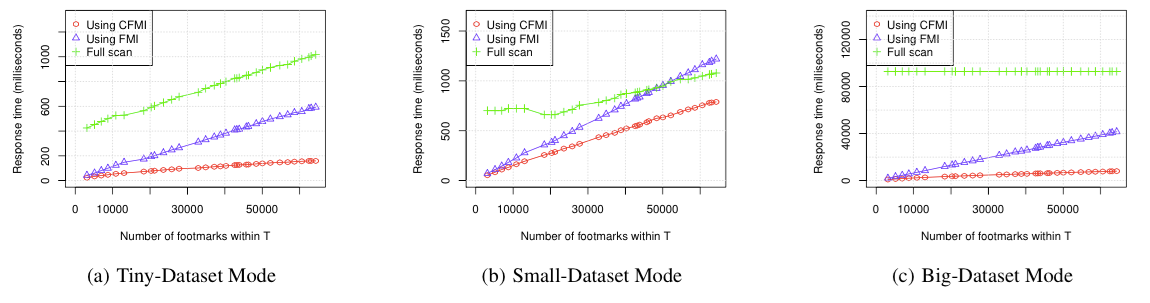 Using CFMI
Using FMI
Full scan
Response time (milliseconds)
0
200
600
1000
0
10000
30000
50000
Number of footmarks within T
(a) Tiny-Dataset Mode
Using CFMI
Using FMI
Full scan
Response time (milliseconds)
0
500
1000
1500
0
10000
30000
50000
Number of footmarks within T
(b) Small-Dataset Mode
Using CFMI
Using FMI
Full scan
Response time (milliseconds)
0
40000
80000
120000
0
10000
30000
50000
Number of footmarks within T
(c) Big-Dataset Mode